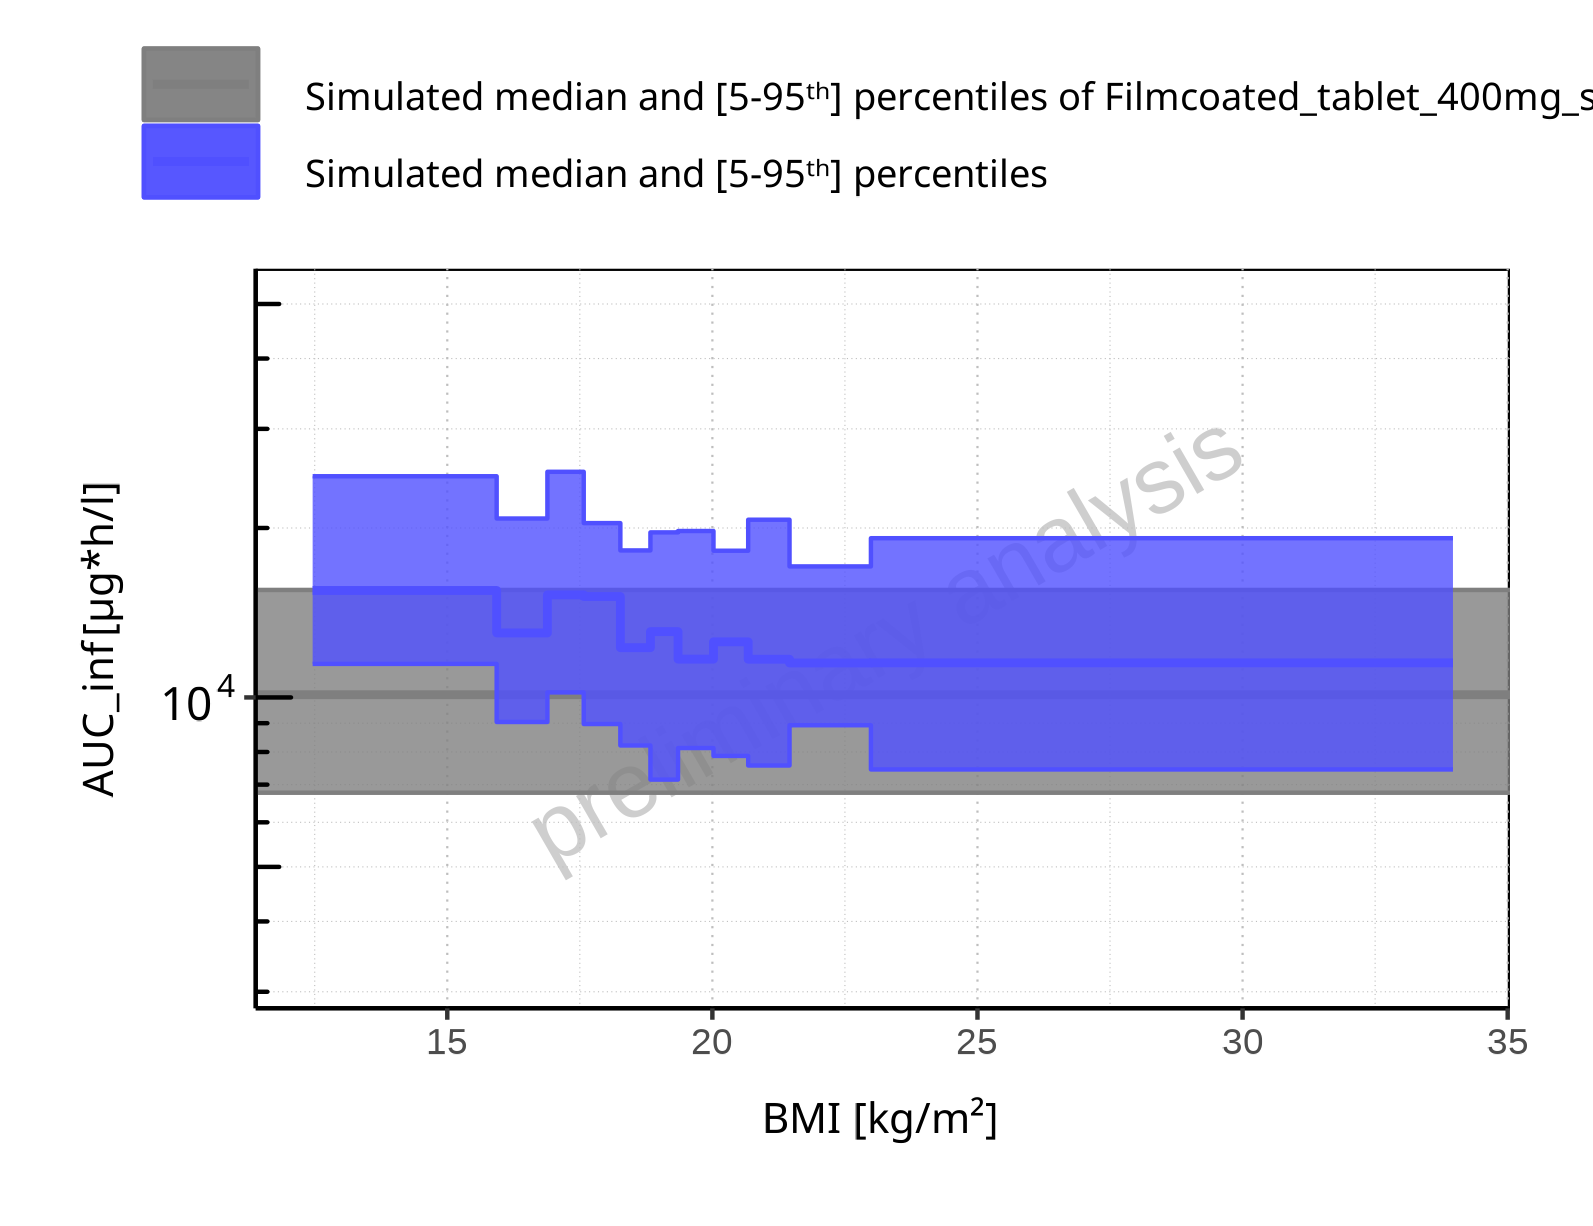 Simulated median and [5-95ᵗʰ] percentiles of Filmcoated_tablet_400mg_s
Simulated median and [5-95ᵗʰ] percentiles
AUC_inf[µg*h/l]
10⁴
preliminary analysis
15 20 25 30 35
BMI [kg/m²]